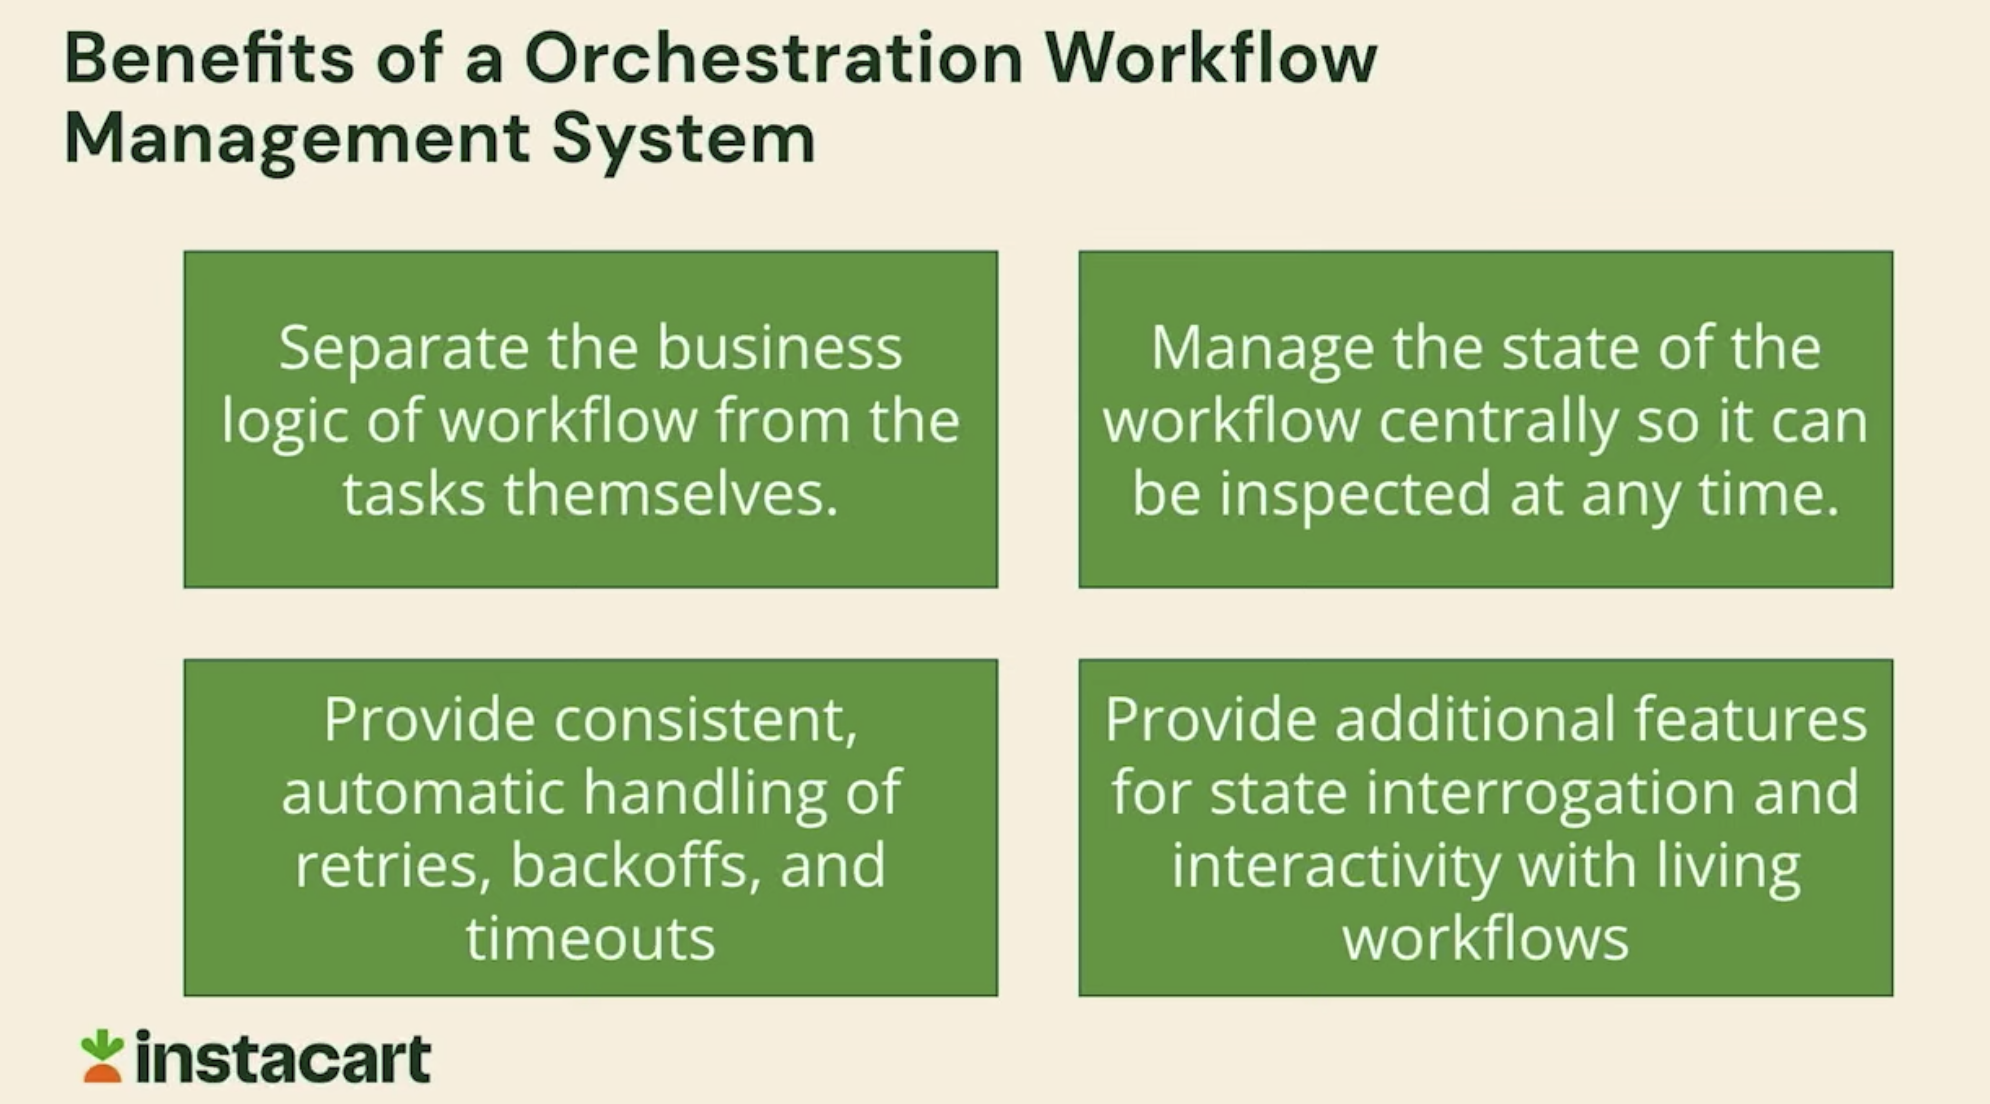 Benefits of a Orchestration Workflow
Management System
Separate the business
logic of workflow from the
tasks themselves.
Manage the state of the
workflow centrally so it can
be inspected at any time.
Provide consistent,
automatic handling of
retries, backoffs, and
timeouts
Provide additional features
for state interrogation and
interactivity with living
workflows
instacart